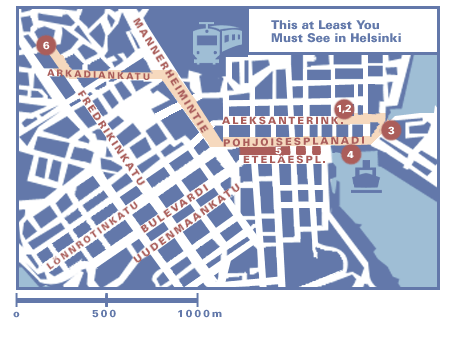 This at Least You
Must See in Helsinki
MANNERHEIMINTIE
6
ARKADIANKATU
FREDRIKINKATU
1,2
ALEKSANTERINK.
3
POHJOISESPLANADI
5
4
ETELÄESPL.
BULEVARDI
LÖNNROTINKATU
UUDENMAANKATU
0 500 1000m